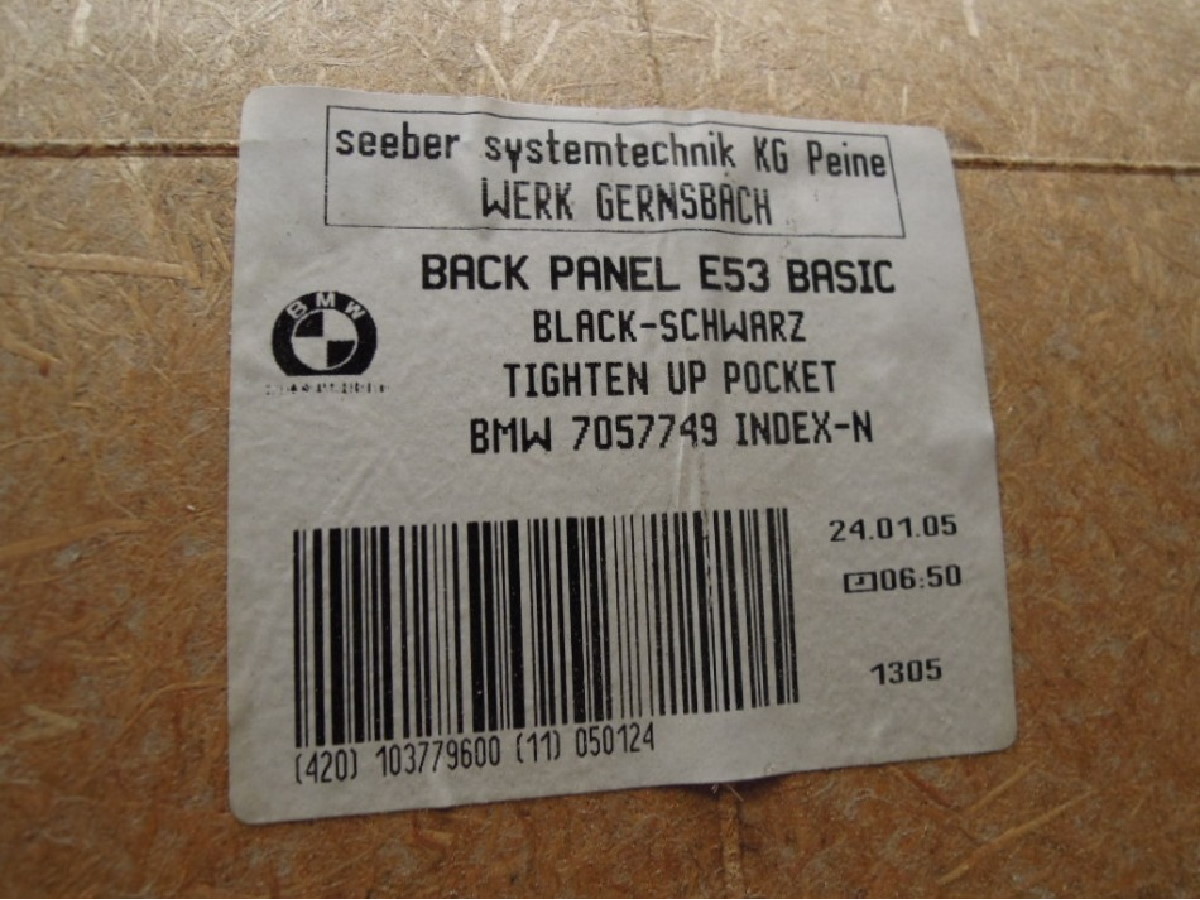 seeber systemtechnik KG Peine
WERK GERNSBACH
BACK PANEL E53 BASIC
BMW
BLACK-SCHWARZ
TIGHTEN UP POCKET
BMW 7057749 INDEX-N
24.01.05
06:50
1305
(420) 103779600 (11) 050124